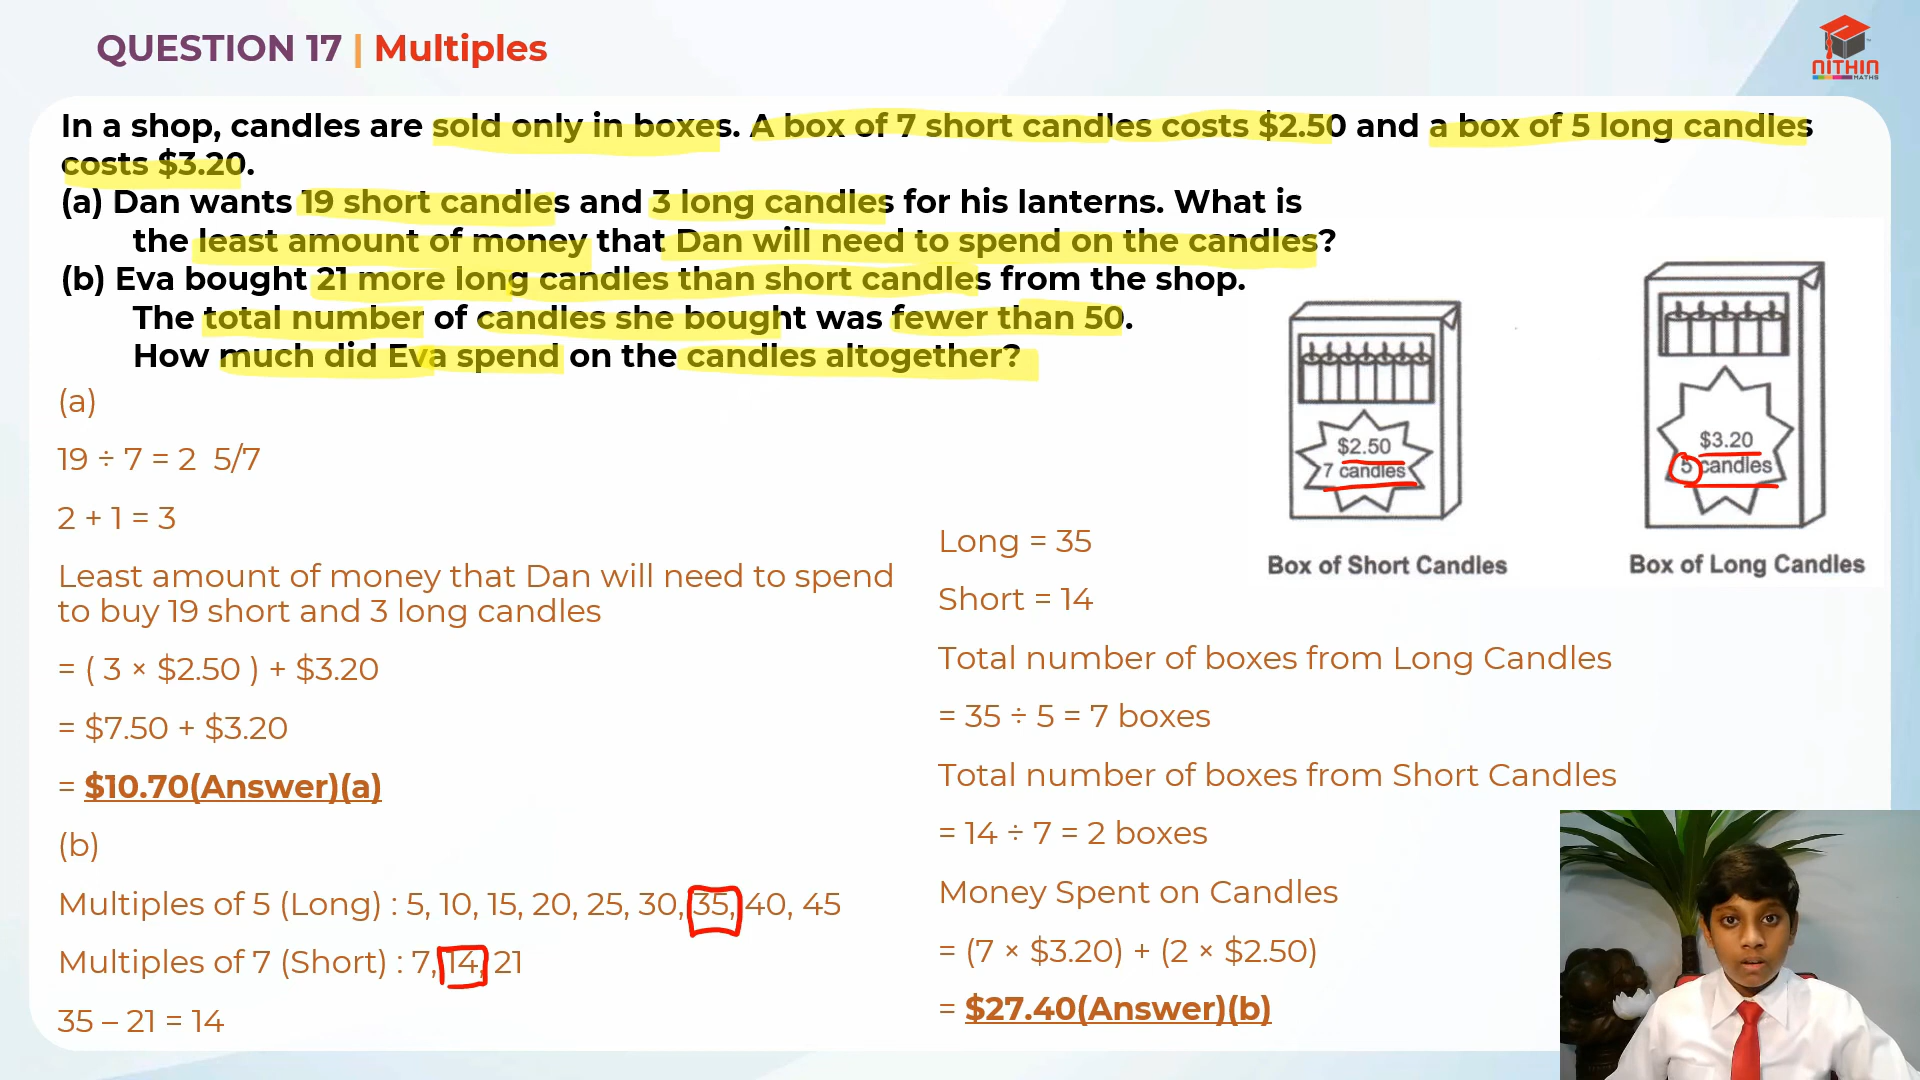 QUESTION 17 | Multiples
NITHIN
MATHS
In a shop, candles are sold only in boxes. A box of 7 short candles costs $2.50 and a box of 5 long candles
costs $3.20.
(a) Dan wants 19 short candles and 3 long candles for his lanterns. What is
the least amount of money that Dan will need to spend on the candles?
(b) Eva bought 21 more long candles than short candles from the shop.
The total number of candles she bought was fewer than 50.
How much did Eva spend on the candles altogether?
$2.50
7 candles
Box of Short Candles
$3.20
5 candles
Box of Long Candles
(a)
19 ÷ 7 = 2 5/7
2 + 1 = 3
Least amount of money that Dan will need to spend
to buy 19 short and 3 long candles
= ( 3 × $2.50 ) + $3.20
= $7.50 + $3.20
= $10.70(Answer)(a)
(b)
Multiples of 5 (Long) : 5, 10, 15, 20, 25, 30, 35, 40, 45
Multiples of 7 (Short) : 7, 14, 21
35 – 21 = 14
Long = 35
Short = 14
Total number of boxes from Long Candles
= 35 ÷ 5 = 7 boxes
Total number of boxes from Short Candles
= 14 ÷ 7 = 2 boxes
Money Spent on Candles
= (7 × $3.20) + (2 × $2.50)
= $27.40(Answer)(b)